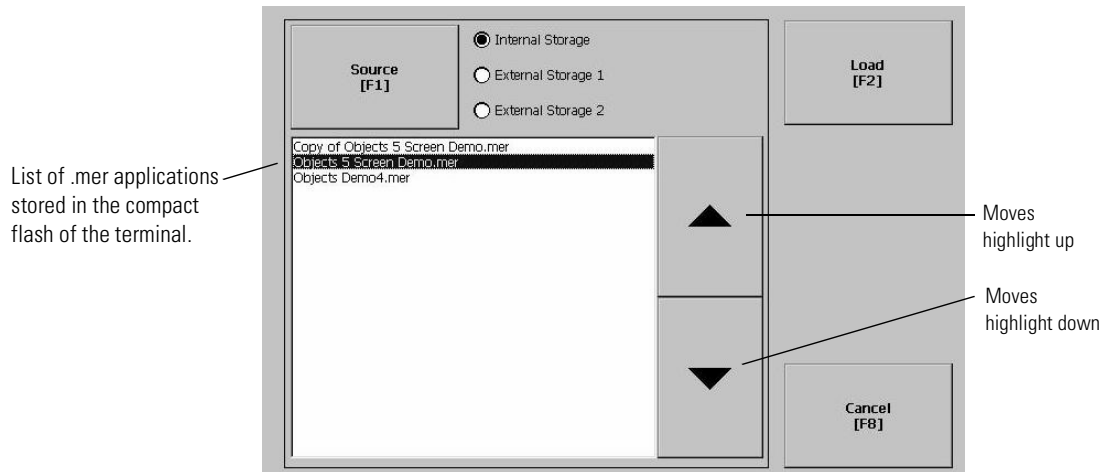 Source
[F1]
Internal Storage
External Storage 1
External Storage 2
Load
[F2]
Copy of Objects 5 Screen Demo.mer
Objects 5 Screen Demo.mer
Objects Demo4.mer
List of .mer applications
stored in the compact
flash of the terminal.
Moves
highlight up
Moves
highlight down
Cancel
[F8]